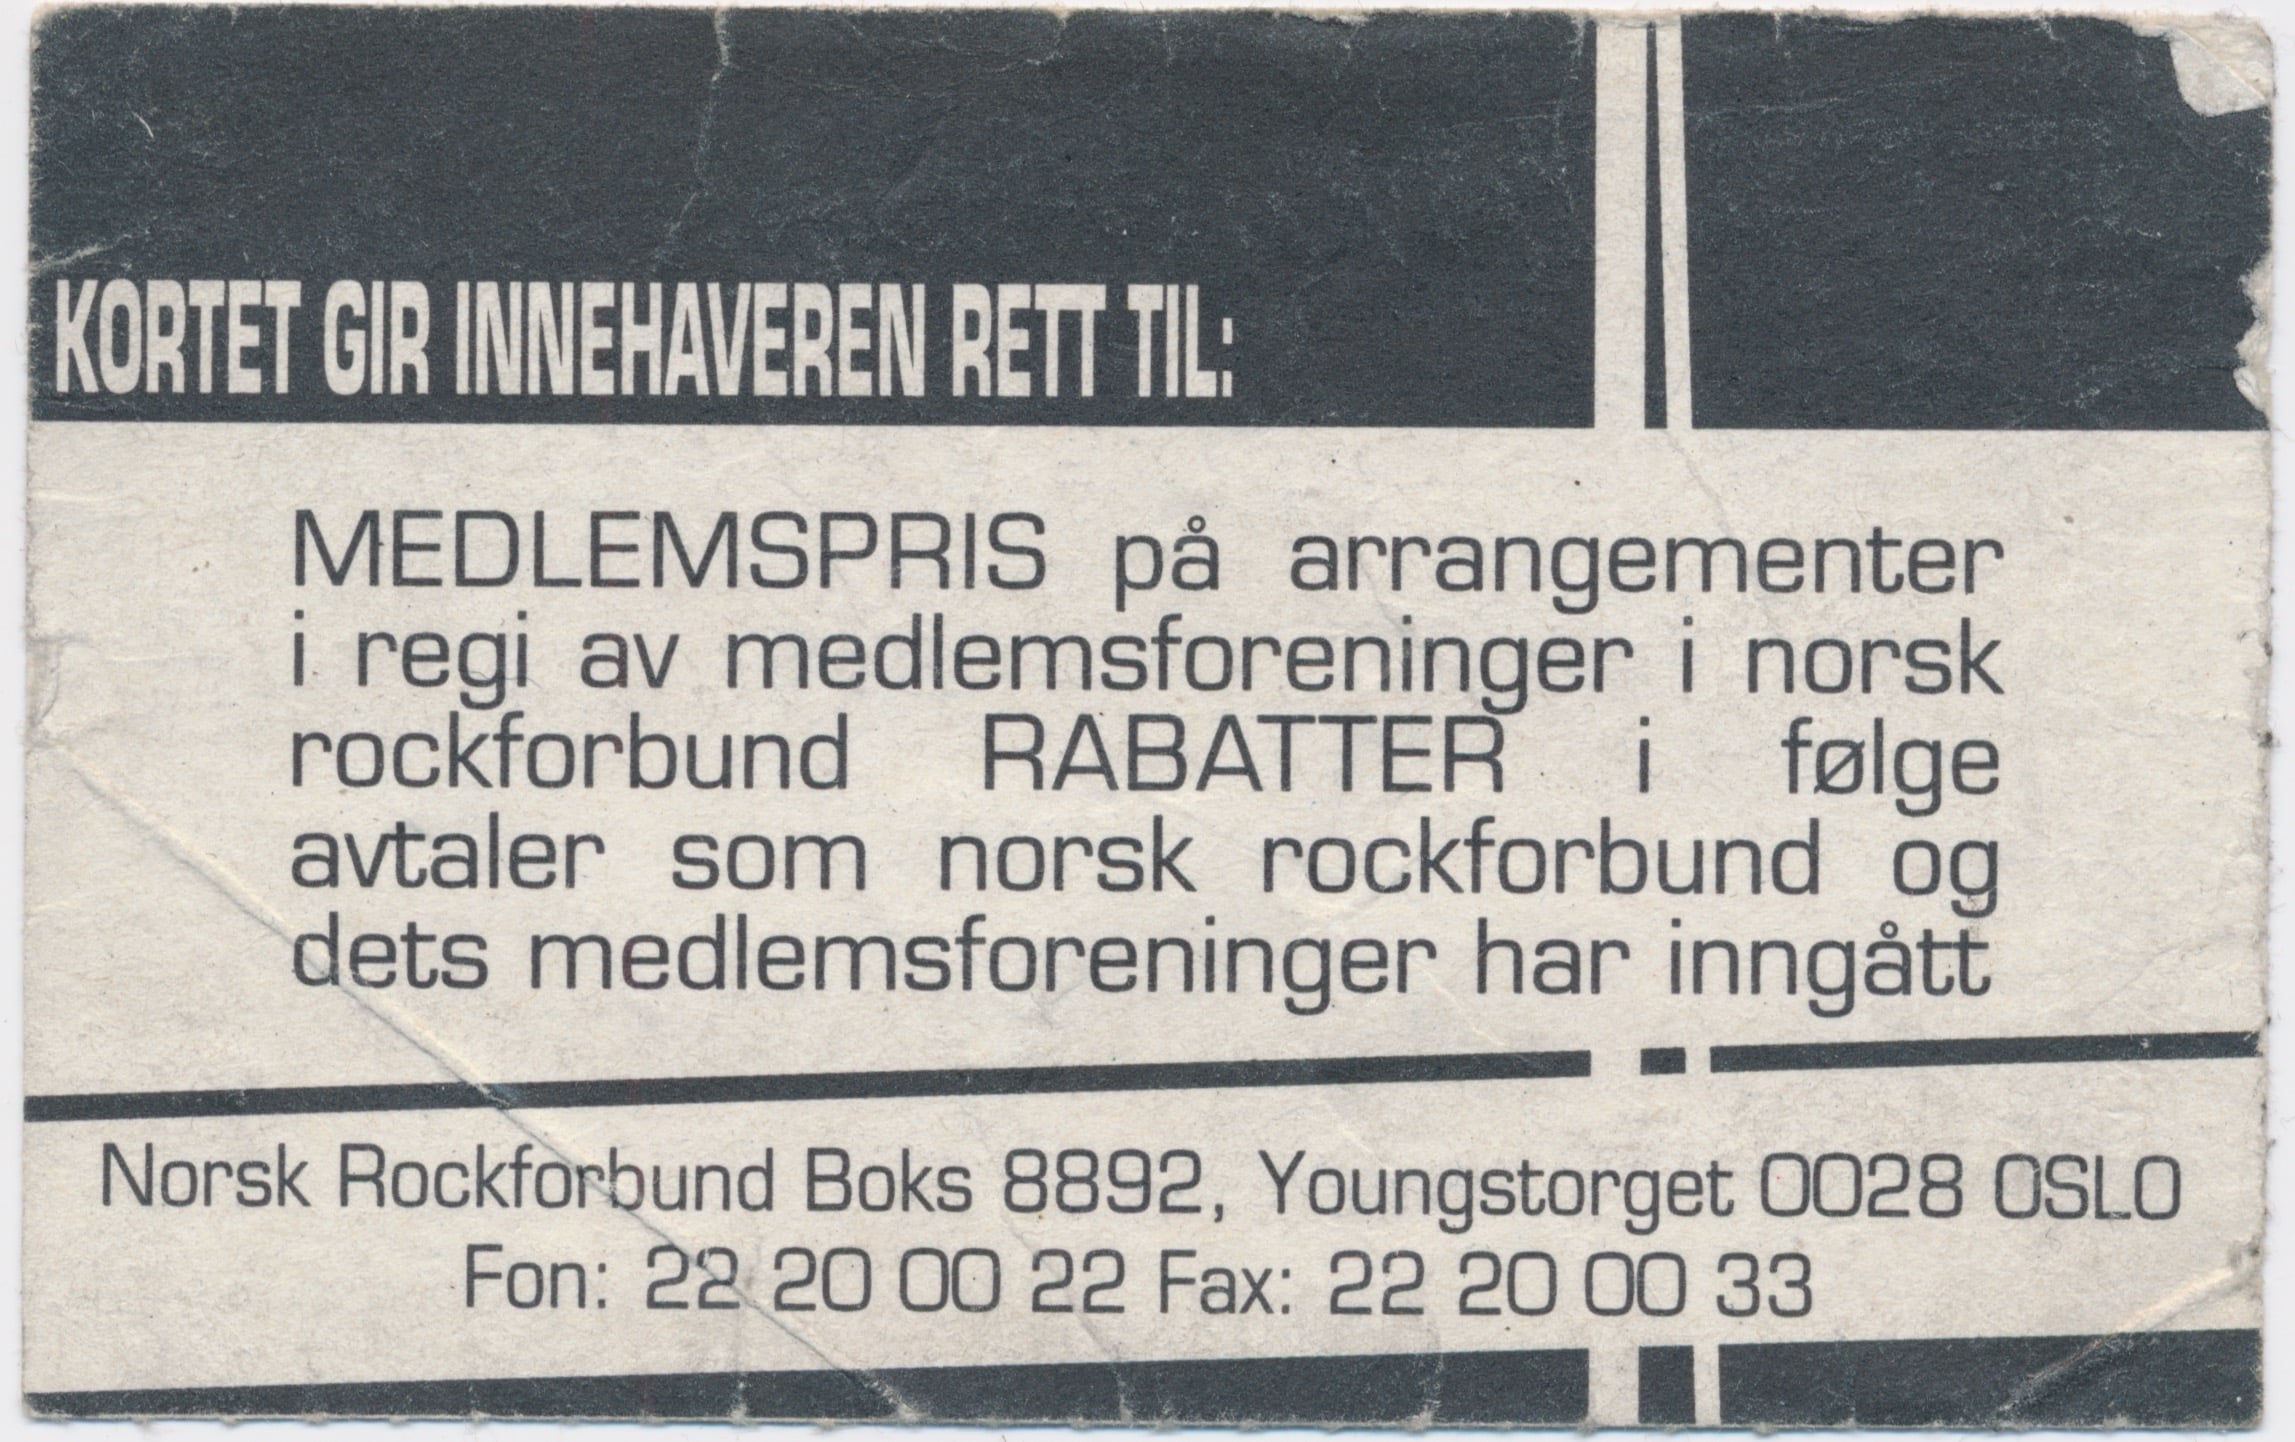 KORTET GIR INNEHAVEREN RETT TIL:
MEDLEMSPRIS på arrangementer
i regi av medlemsforeninger i norsk
rockforbund RABATTER i følge
avtaler som norsk rockforbund og
dets medlemsforeninger har inngått
Norsk Rockforbund Boks 8892, Youngstorget 0028 OSLO
Fon: 22 20 00 22 Fax: 22 20 00 33